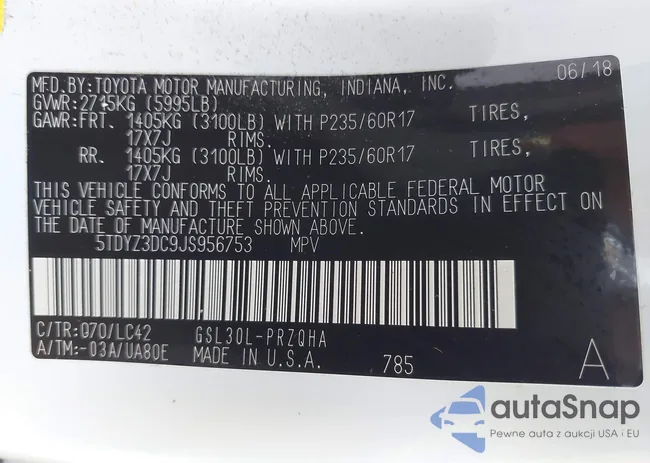 MFD.BY: TOYOTA MOTOR MANUFACTURING, INDIANA, INC. 06/18
GVWR: 2715KG (5995LB)
GAWR: FRT. 1405KG (3100LB) WITH P235/60R17 TIRES,
17X7J RIMS.
RR. 1405KG (3100LB) WITH P235/60R17 TIRES,
17X7J RIMS.
THIS VEHICLE CONFORMS TO ALL APPLICABLE FEDERAL MOTOR
VEHICLE SAFETY AND THEFT PREVENTION STANDARDS IN EFFECT ON
THE DATE OF MANUFACTURE SHOWN ABOVE.
5TDYZ3DC9JS956753 MPV
C/TR: 070/LC42 GSL30L-PRZQHA
A/TM:-03A/UA80E MADE IN U.S.A. 785 A
autaSnap
Pewne auta z aukcji USA i EU